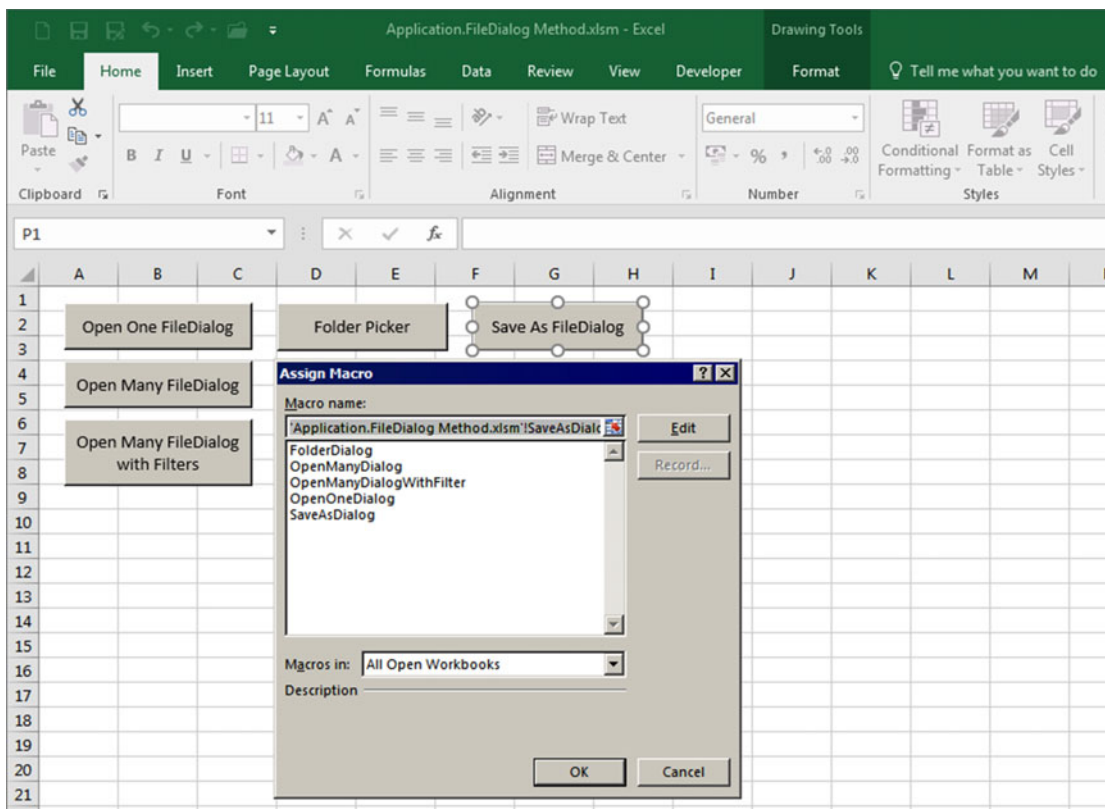 Application.FileDialog Method.xlsm - Excel
Drawing Tools
File Home Insert Page Layout Formulas Data Review View Developer Format Tell me what you want to do
Paste
Clipboard
11
B I U
Font
Wrap Text
Merge & Center
Alignment
General
% ,
Number
Conditional Formatting
Format as Table
Cell Styles
Styles
P1
fx
A B C D E F G H I J K L M
1
2
3
4
5
6
7
8
9
10
11
12
13
14
15
16
17
18
19
20
21
Open One FileDialog
Folder Picker
Save As FileDialog
Open Many FileDialog
Open Many FileDialog
with Filters
Assign Macro
Macro name:
'Application.FileDialog Method.xlsm'!SaveAsDialo
Edit
FolderDialog
OpenManyDialog
OpenManyDialogWithFilter
OpenOneDialog
SaveAsDialog
Record...
Macros in: All Open Workbooks
Description
OK Cancel